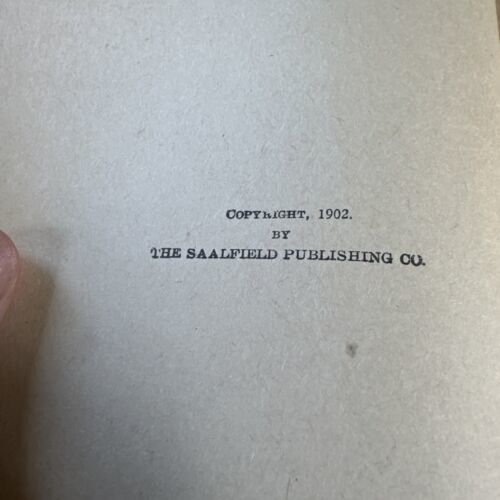 COPYRIGHT, 1902.
BY
THE SAALFIELD PUBLISHING CO.